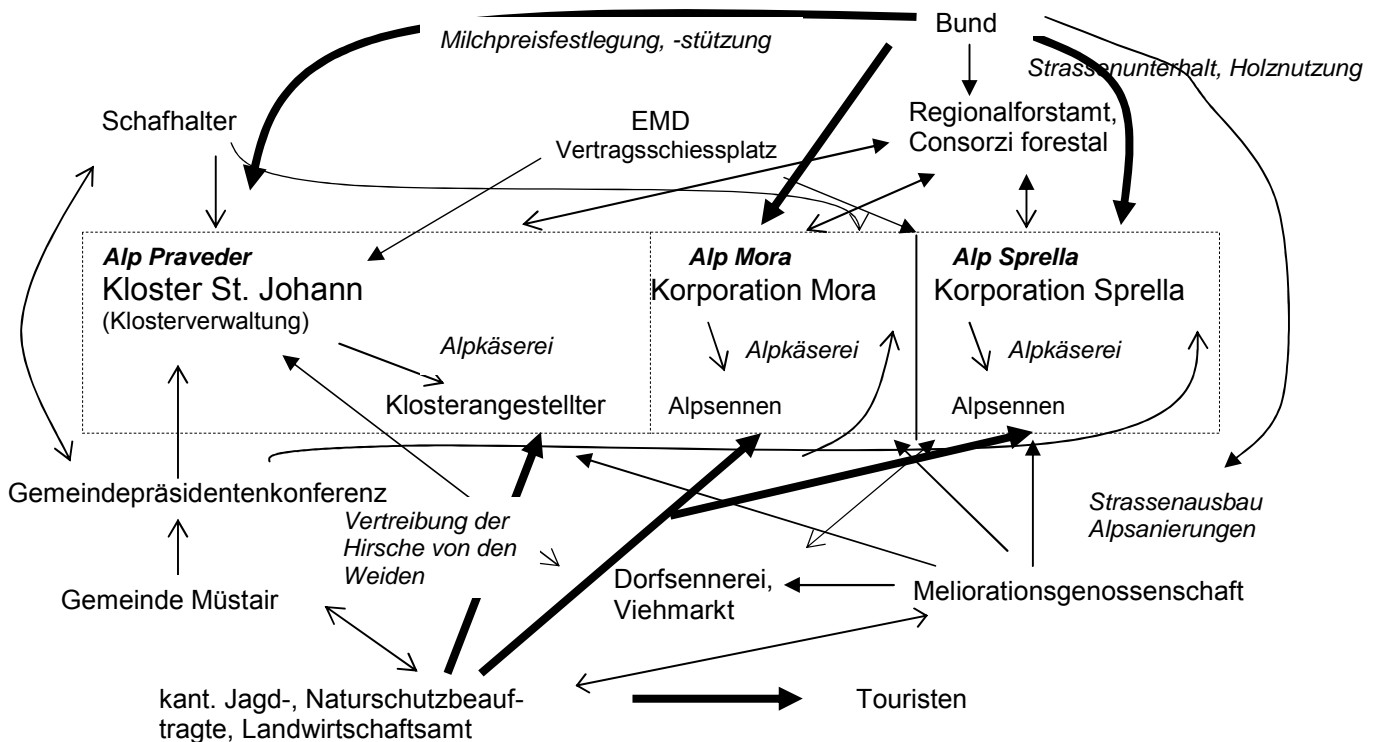 Bund
Milchpreisfestlegung, -stützung
Strassenunterhalt, Holznutzung
Schafhalter
EMD
Vertragsschiessplatz
Regionalforstamt,
Consorzi forestal
Alp Praveder
Kloster St. Johann
(Klosterverwaltung)
Alpkäserei
Klosterangestellter
Alp Mora
Korporation Mora
Alpkäserei
Alpsennen
Alp Sprella
Korporation Sprella
Alpkäserei
Alpsennen
Gemeindepräsidentenkonferenz
Vertreibung der
Hirsche von den
Weiden
Strassenausbau
Alpsanierungen
Gemeinde Müstair
Dorfsennerei,
Viehmarkt
Meliorationsgenossenschaft
kant. Jagd-, Naturschutzbeauf-
tragte, Landwirtschaftsamt
Touristen